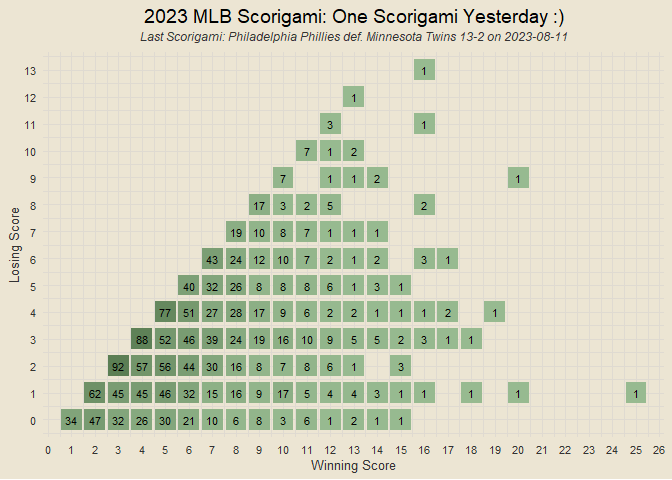 2023 MLB Scorigami: One Scorigami Yesterday :)
Last Scorigami: Philadelphia Phillies def. Minnesota Twins 13-2 on 2023-08-11
13 1
12 1
11 3 1
10 7 1 2
9 7 1 1 2 1
8 17 3 2 5 2
7 19 10 8 7 1 1 1
6 43 24 12 10 7 2 1 2 3 1
5 40 32 26 8 8 8 6 1 3 1
4 77 51 27 28 17 9 6 2 2 1 1 1 2 1
3 88 52 46 39 24 19 16 10 9 5 5 2 3 1 1
2 92 57 56 44 30 16 8 7 8 6 1 3
1 62 45 45 46 32 15 16 9 17 5 4 4 3 1 1 1 1 1
0 34 47 32 26 30 21 10 6 8 3 6 1 2 1 1
Losing Score
0 1 2 3 4 5 6 7 8 9 10 11 12 13 14 15 16 17 18 19 20 21 22 23 24 25 26
Winning Score